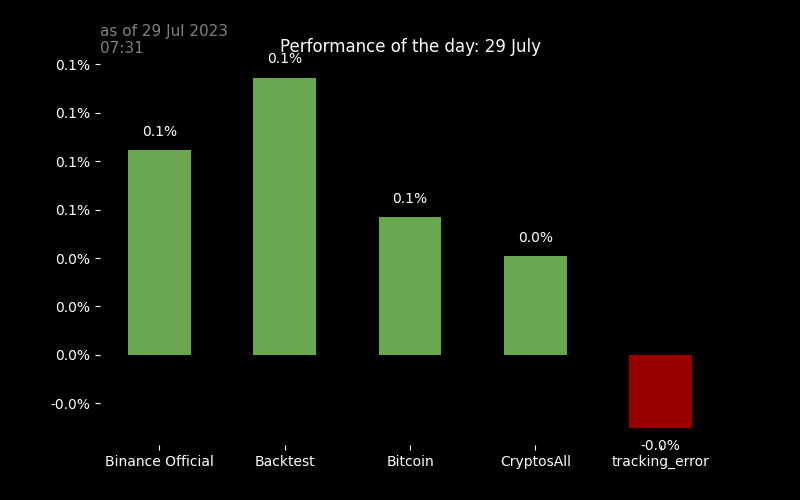 as of 29 Jul 2023
07:31
Performance of the day: 29 July
0.1%
0.1%
0.1%
0.1%
0.0%
0.0%
0.0%
-0.0%
0.1%
0.1%
0.1%
0.0%
-0.0%
Binance Official
Backtest
Bitcoin
CryptosAll
tracking_error